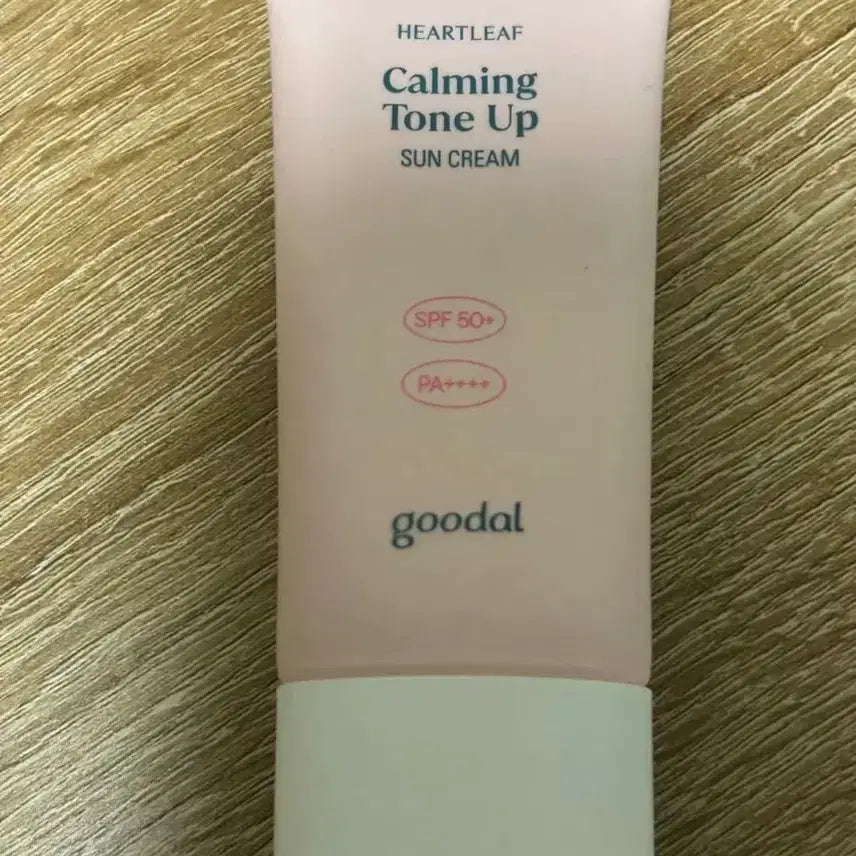 HEARTLEAF
Calming
Tone Up
SUN CREAM
SPF 50+
PA++++
goodal